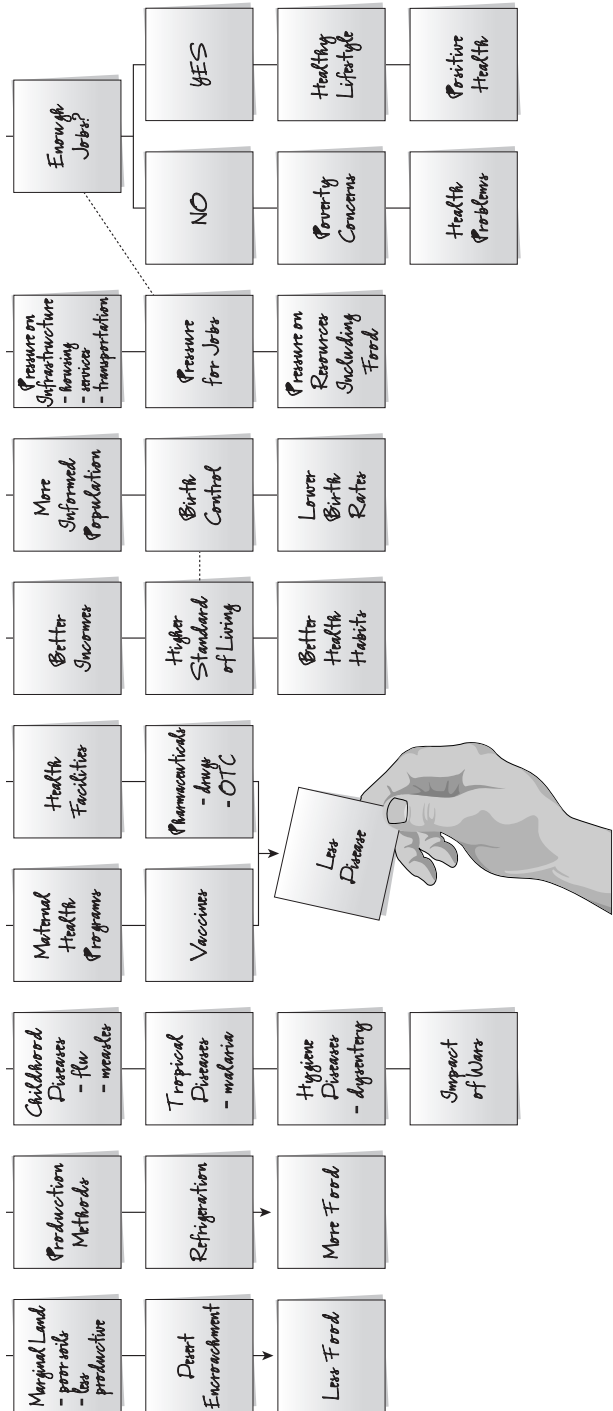 Marginal Land
- poor soils
- less
productive
Desert
Encroachment
Less Food
Production
Methods
Refrigeration
More Food
Childhood
Diseases
- flu
- measles
Tropical
Diseases
- malaria
Hygiene
Diseases
- dysentery
Impact
of Wars
Maternal
Health
Programs
Vaccines
Health
Facilities
Pharmaceuticals
- drugs
- OTC
Less
Disease
Better
Incomes
Higher
Standard
of Living
Better
Health
Habits
More
Informed
Population
Birth
Control
Lower
Birth
Rates
Pressure on
Infrastructure
- housing
- services
- transportation
Pressure
for Jobs
Pressure on
Resources
Including
Food
Enough
Jobs?
NO
Poverty
Concerns
Health
Problems
YES
Healthy
Lifestyle
Positive
Health